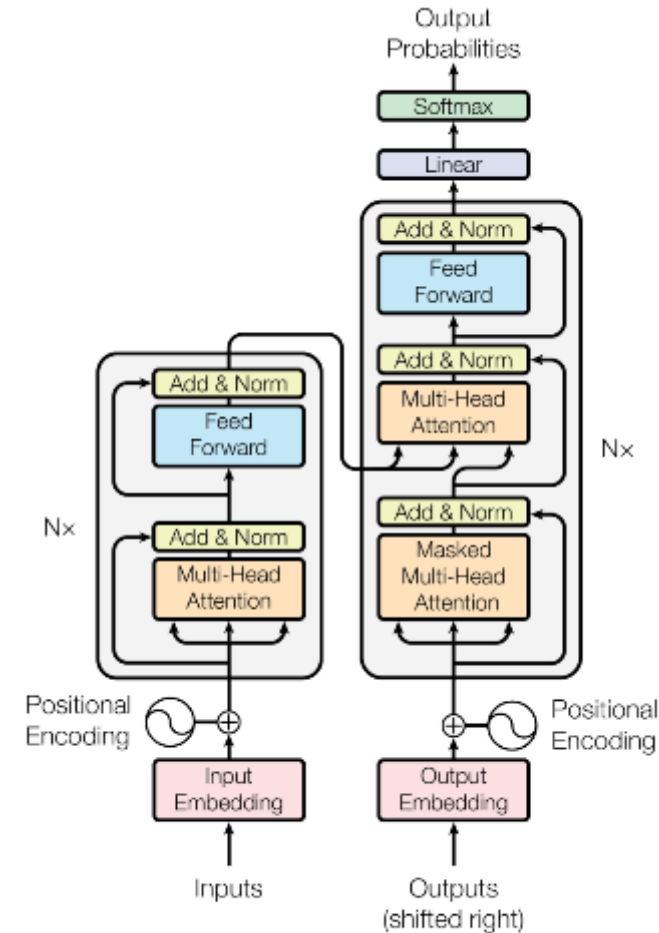 Output
Probabilities
Softmax
Linear
Add & Norm
Feed
Forward
Add & Norm
Multi-Head
Attention
Nx
Add & Norm
Masked
Multi-Head
Attention
Add & Norm
Feed
Forward
Nx
Add & Norm
Multi-Head
Attention
Positional
Encoding
Positional
Encoding
Input
Embedding
Output
Embedding
Inputs
Outputs
(shifted right)